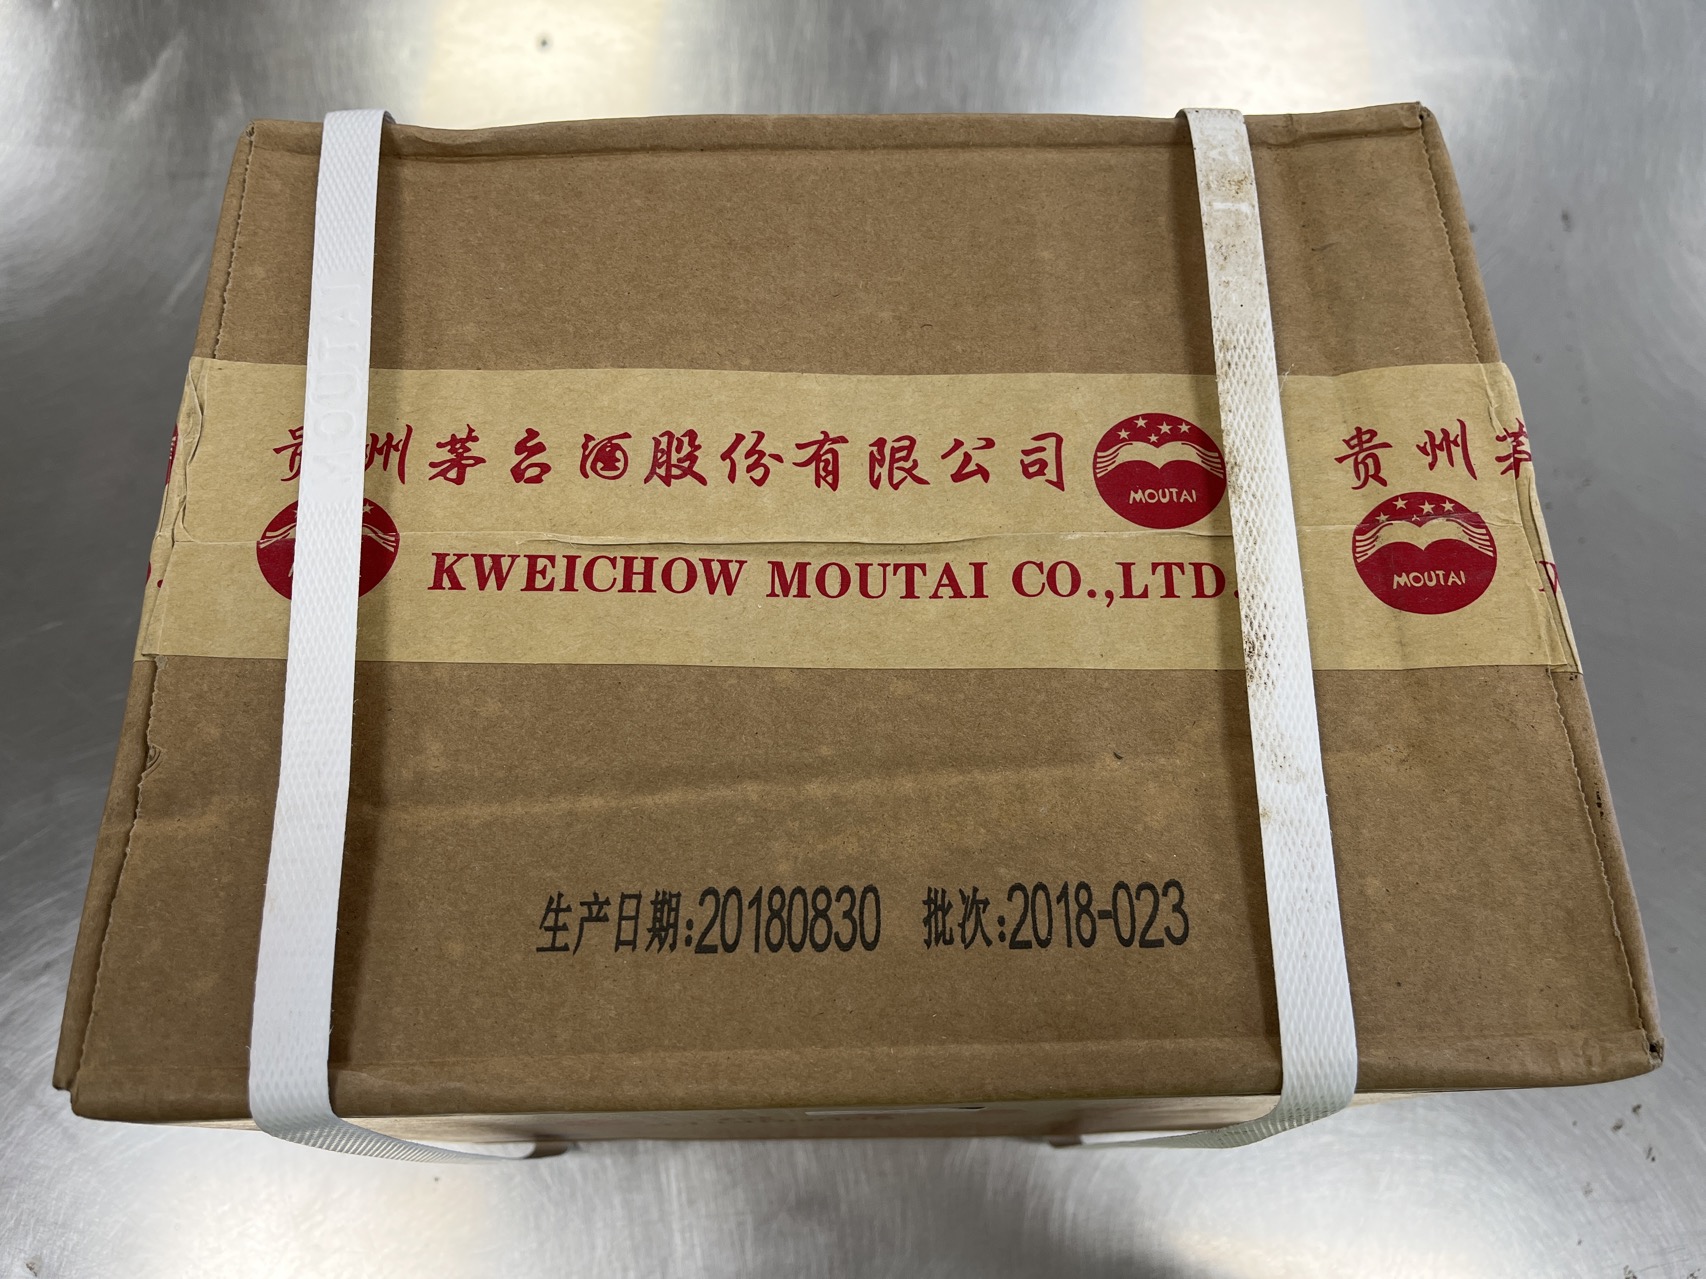 MOUTAI
贵州茅台酒股份有限公司
MOUTAI
贵州茅
KWEICHOW MOUTAI CO.,LTD.
MOUTAI
生产日期:20180830 批次:2018-023